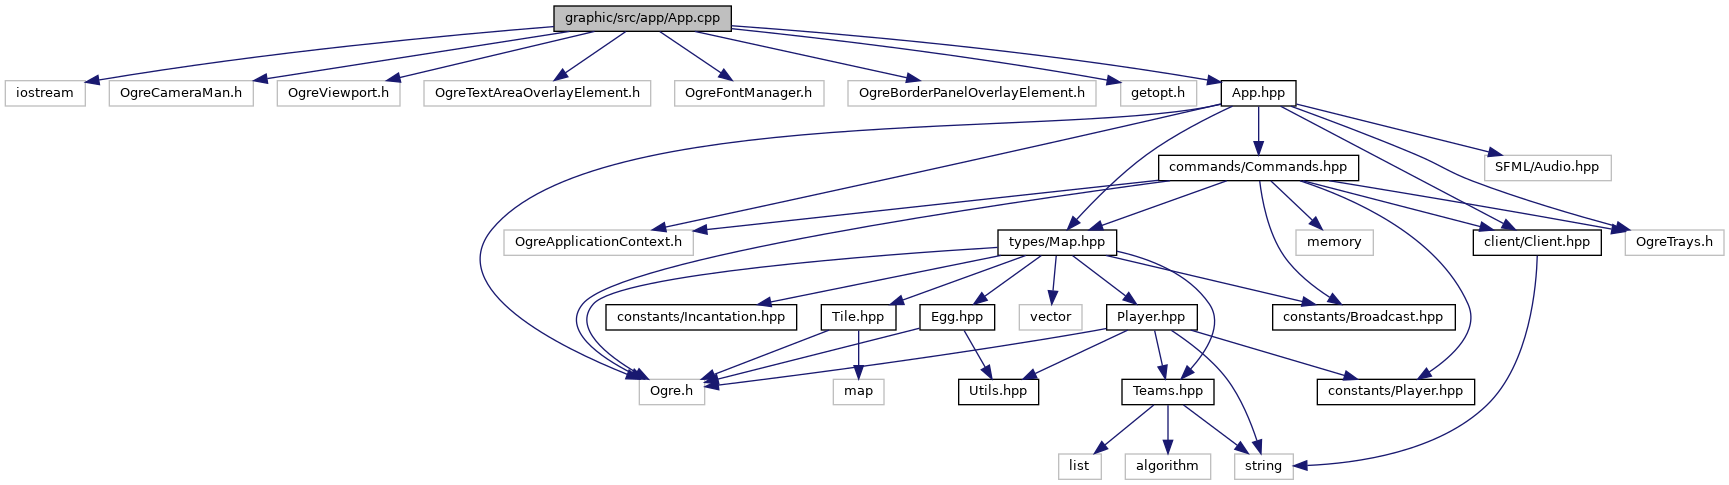 graphic/src/app/App.cpp
iostream
OgreCameraMan.h
OgreViewport.h
OgreTextAreaOverlayElement.h
OgreFontManager.h
OgreBorderPanelOverlayElement.h
getopt.h
App.hpp
commands/Commands.hpp
SFML/Audio.hpp
OgreApplicationContext.h
types/Map.hpp
memory
client/Client.hpp
OgreTrays.h
constants/Incantation.hpp
Tile.hpp
Egg.hpp
vector
Player.hpp
constants/Broadcast.hpp
Ogre.h
map
Utils.hpp
Teams.hpp
constants/Player.hpp
list
algorithm
string